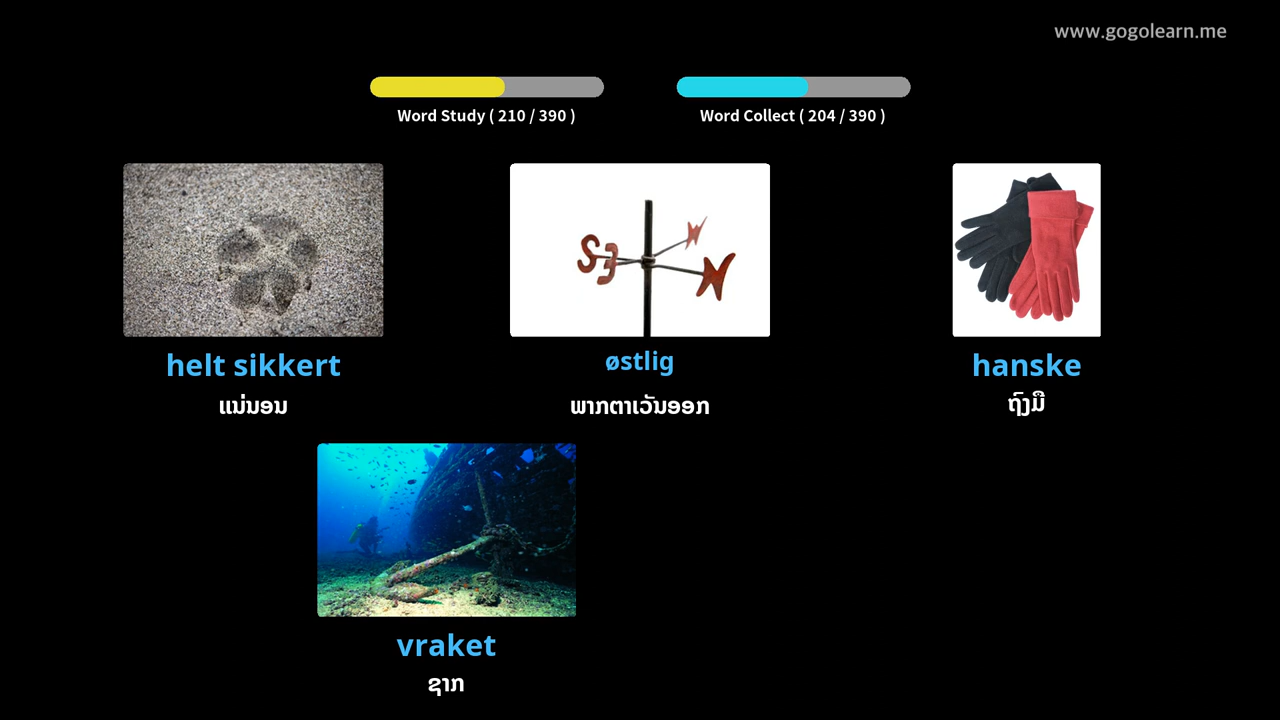 www.gogolearn.me
Word Study ( 210 / 390 )
Word Collect ( 204 / 390 )
S E N N
helt sikkert
østlig
hanske
ແນ່ນອນ
ພາກຕາເວັນອອກ
ຖົງມື
vraket
ຊາກ